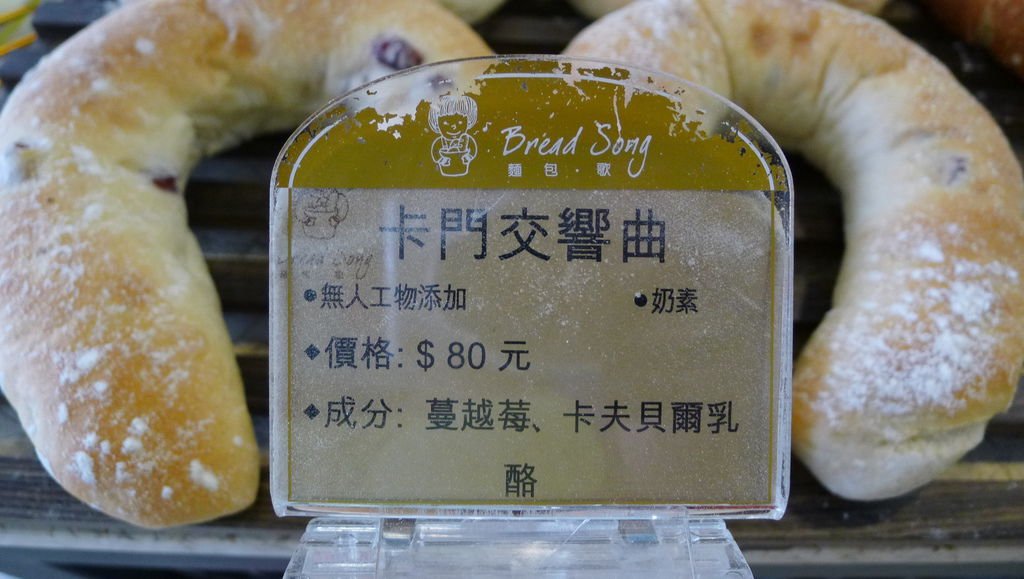 Bread Song
麵包·歌
卡門交響曲
•無人工物添加 •奶素
◆價格: $ 80 元
◆成分: 蔓越莓、卡夫貝爾乳
酪